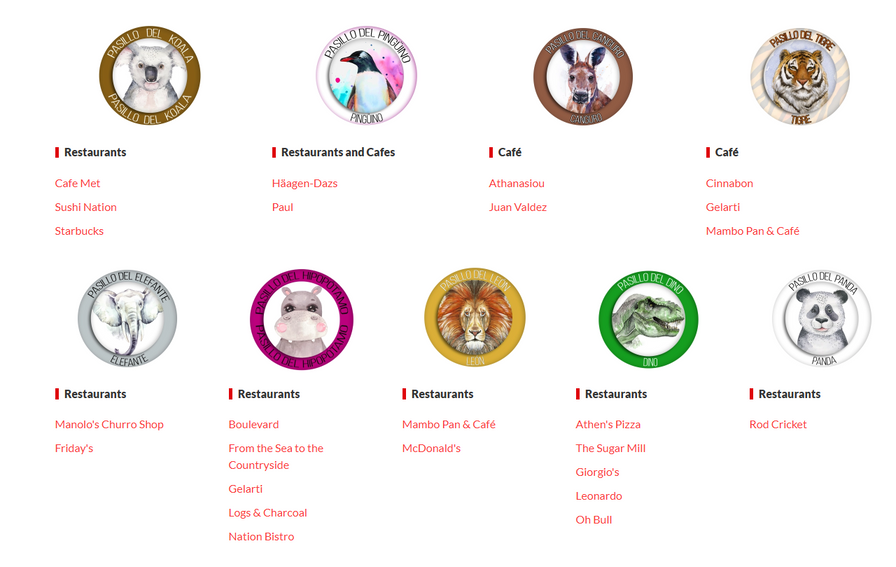 PASILLO DEL KOALA
PASILLO DEL KOALA
PASILLO DEL PINGUINO
PINGUINO
PASILLO DEL CANGURO
CANGURO
PASILLO DEL TIGRE
TIGRE
Restaurants
Restaurants and Cafes
Café
Café
Cafe Met
Häagen-Dazs
Athanasiou
Cinnabon
Sushi Nation
Paul
Juan Valdez
Gelarti
Starbucks
Mambo Pan & Café
PASILLO DEL ELEFANTE
ELEFANTE
PASILLO DEL HIPOPOTAMO
PASILLO DEL HIPOPOTAMO
PASILLO DEL LEON
LEON
PASILLO DEL DINO
DINO
PASILLO DEL PANDA
PANDA
Restaurants
Restaurants
Restaurants
Restaurants
Restaurants
Manolo's Churro Shop
Boulevard
Mambo Pan & Café
Athen's Pizza
Rod Cricket
Friday's
From the Sea to the
Countryside
McDonald's
The Sugar Mill
Gelarti
Giorgio's
Logs & Charcoal
Leonardo
Nation Bistro
Oh Bull